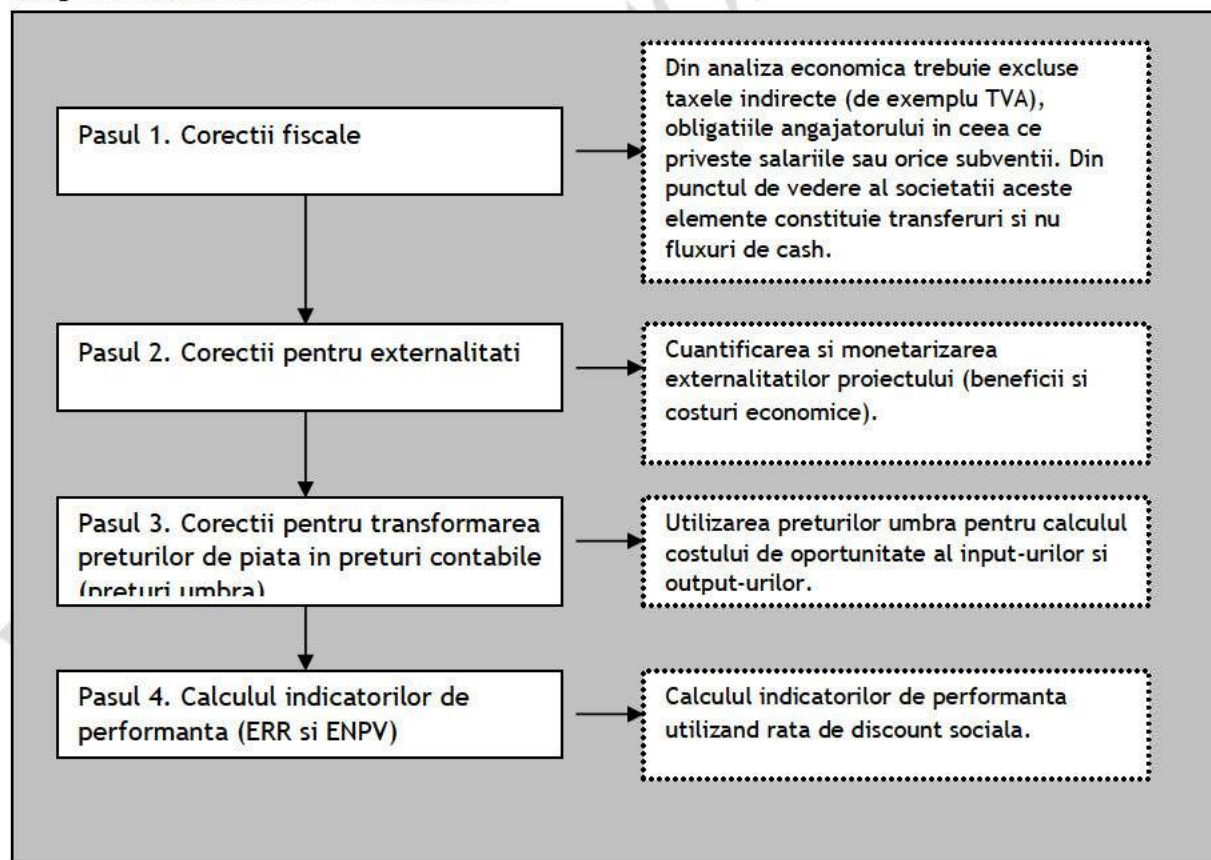 Pasul 1. Corectii fiscale
Din analiza economica trebuie excluse
taxele indirecte (de exemplu TVA),
obligatiile angajatorului in ceea ce
priveste salariile sau orice subventii. Din
punctul de vedere al societatii aceste
elemente constituie transferuri si nu
fluxuri de cash.
Pasul 2. Corectii pentru externalitati
Cuantificarea si monetarizarea
externalitatilor proiectului (beneficii si
costuri economice).
Pasul 3. Corectii pentru transformarea
preturilor de piata in preturi contabile
(preturi umbra)
Utilizarea preturilor umbra pentru calculul
costului de oportunitate al input-urilor si
output-urilor.
Pasul 4. Calculul indicatorilor de
performanta (ERR si ENPV)
Calculul indicatorilor de performanta
utilizand rata de discount sociala.